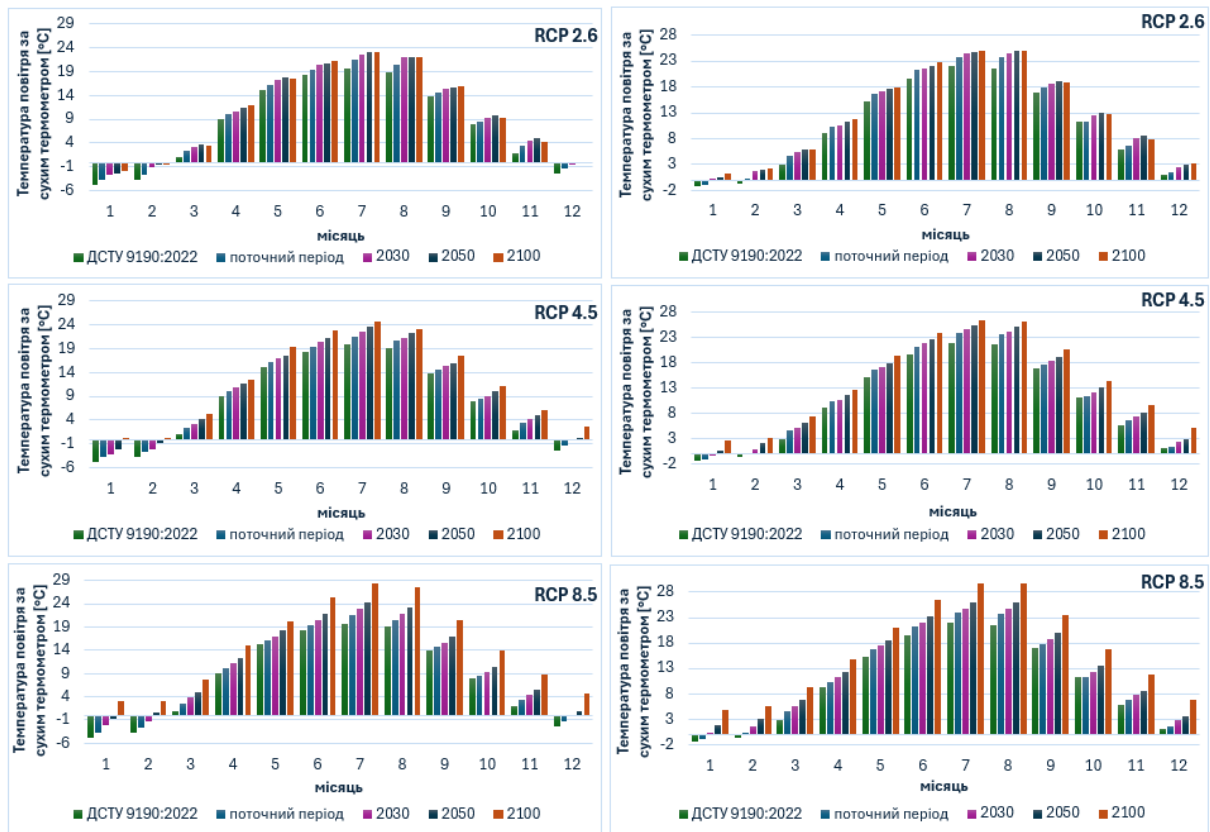 RCP 2.6
Температура повітря за
сухим термометром [°C]
29
24
19
14
9
4
-1
-6
1 2 3 4 5 6 7 8 9 10 11 12
місяць
ДСТУ 9190:2022 поточний період 2030 2050 2100
RCP 2.6
Температура повітря за
сухим термометром [°C]
28
23
18
13
8
3
-2
1 2 3 4 5 6 7 8 9 10 11 12
місяць
ДСТУ 9190:2022 поточний період 2030 2050 2100
RCP 4.5
Температура повітря за
сухим термометром [°C]
29
24
19
14
9
4
-1
-6
1 2 3 4 5 6 7 8 9 10 11 12
місяць
ДСТУ 9190:2022 поточний період 2030 2050 2100
RCP 4.5
Температура повітря за
сухим термометром [°C]
28
23
18
13
8
3
-2
1 2 3 4 5 6 7 8 9 10 11 12
місяць
ДСТУ 9190:2022 поточний період 2030 2050 2100
RCP 8.5
Температура повітря за
сухим термометром [°C]
29
24
19
14
9
4
-1
-6
1 2 3 4 5 6 7 8 9 10 11 12
місяць
ДСТУ 9190:2022 поточний період 2030 2050 2100
RCP 8.5
Температура повітря за
сухим термометром [°C]
28
23
18
13
8
3
-2
1 2 3 4 5 6 7 8 9 10 11 12
місяць
ДСТУ 9190:2022 поточний період 2030 2050 2100